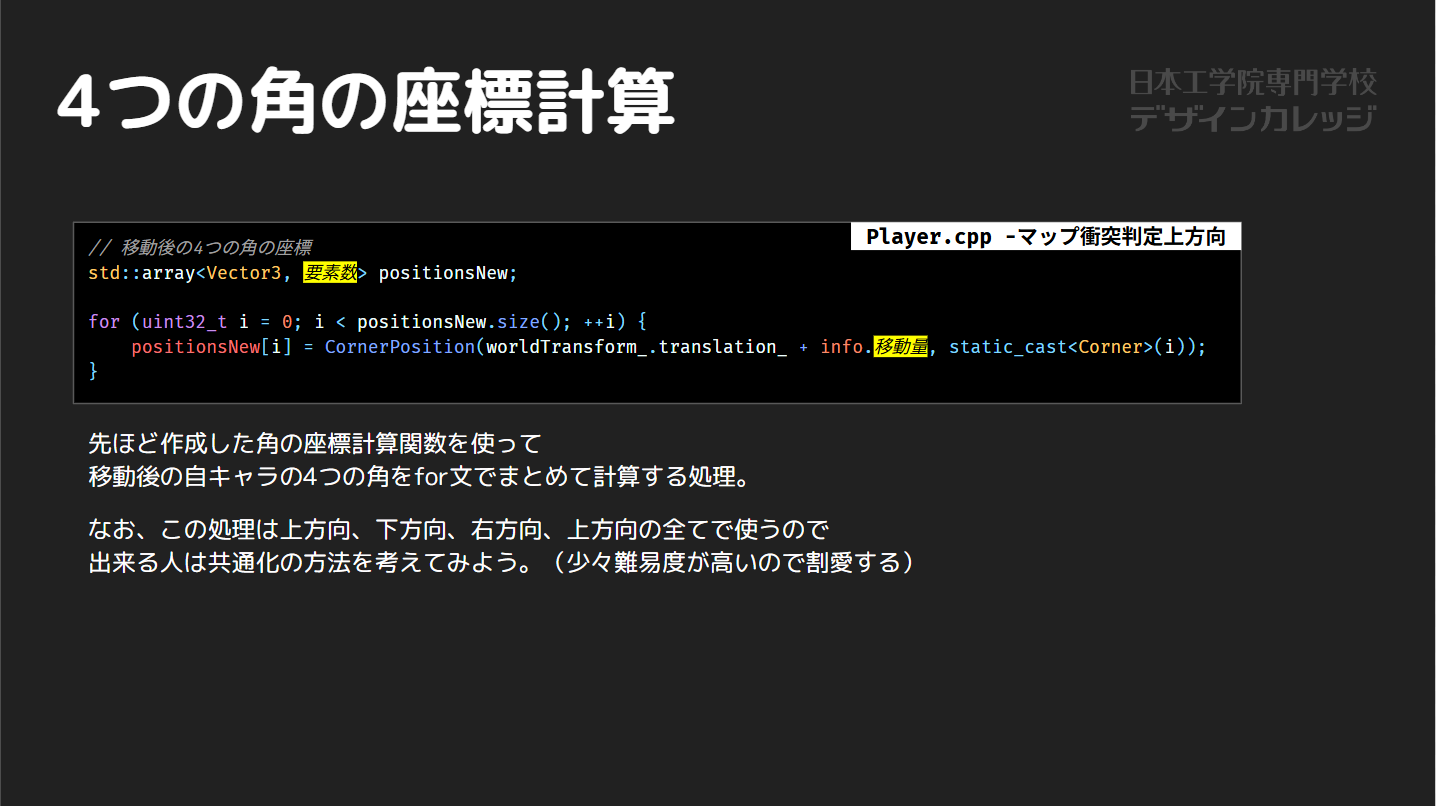 4つの角の座標計算
日本工学院専門学校
デザインカレッジ
Player.cpp -マップ衝突判定上方向
// 移動後の4つの角の座標
std::array<Vector3, 要素数> positionsNew;
for (uint32_t i = 0; i < positionsNew.size(); ++i) {
positionsNew[i] = CornerPosition(worldTransform_.translation_ + info.移動量, static_cast<Corner>(i));
}
先ほど作成した角の座標計算関数を使って
移動後の自キャラの4つの角をfor文でまとめて計算する処理。
なお、この処理は上方向、下方向、右方向、上方向の全てで使うので
出来る人は共通化の方法を考えてみよう。（少々難易度が高いので割愛する）